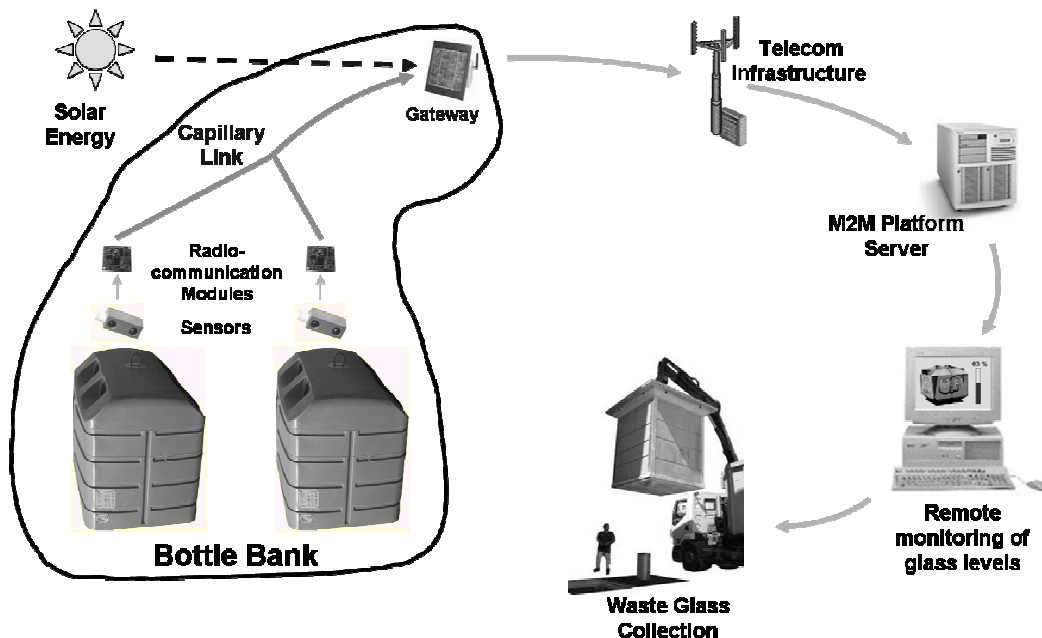 Solar
Energy
Capillary
Link
Gateway
Telecom
Infrastructure
M2M Platform
Server
Radio-
communication
Modules
Sensors
45 %
Bottle Bank
Remote
monitoring of
glass levels
Waste Glass
Collection